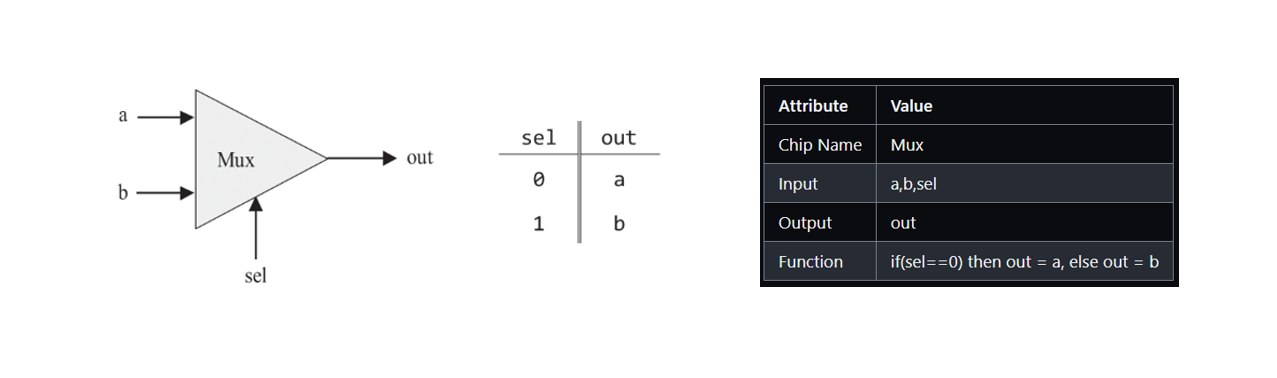 a
b
Mux
out
sel
sel out
0 a
1 b
Attribute Value
Chip Name Mux
Input a,b,sel
Output out
Function if(sel==0) then out = a, else out = b